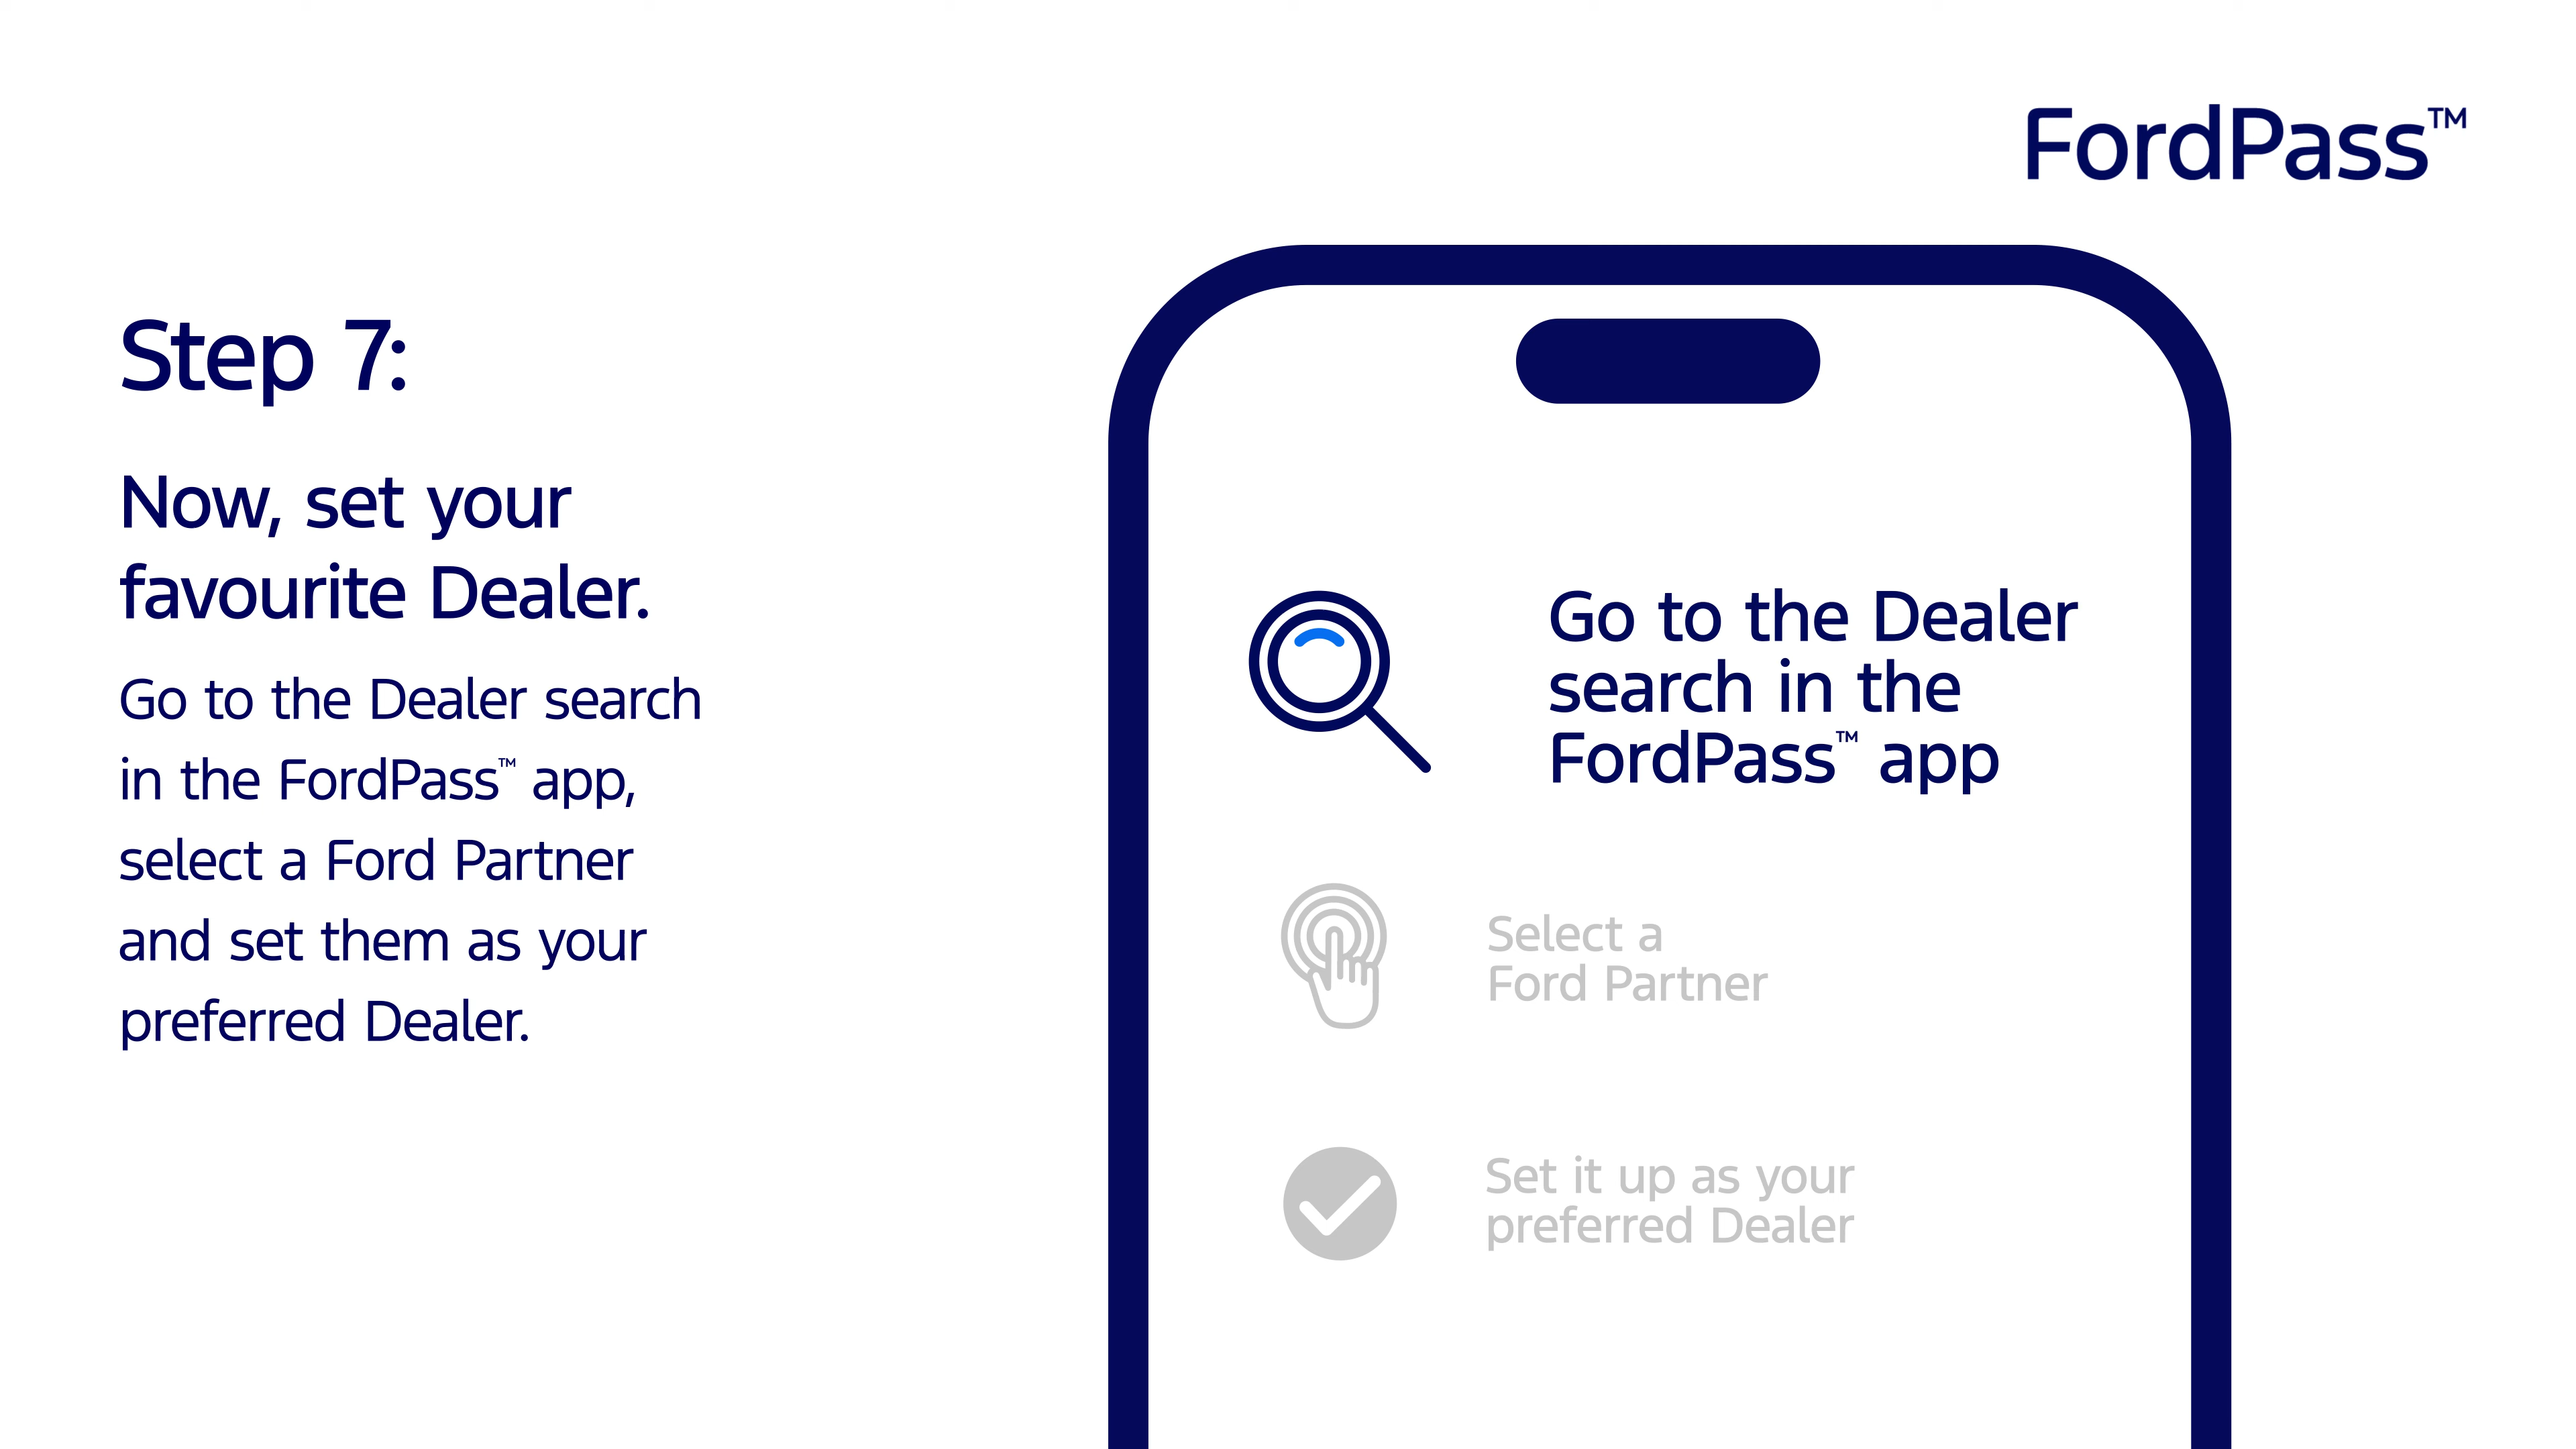 FordPass™
Step 7:
Now, set your
favourite Dealer.
Go to the Dealer search
in the FordPass™ app,
select a Ford Partner
and set them as your
preferred Dealer.
Go to the Dealer
search in the
FordPass™ app
Select a
Ford Partner
Set it up as your
preferred Dealer